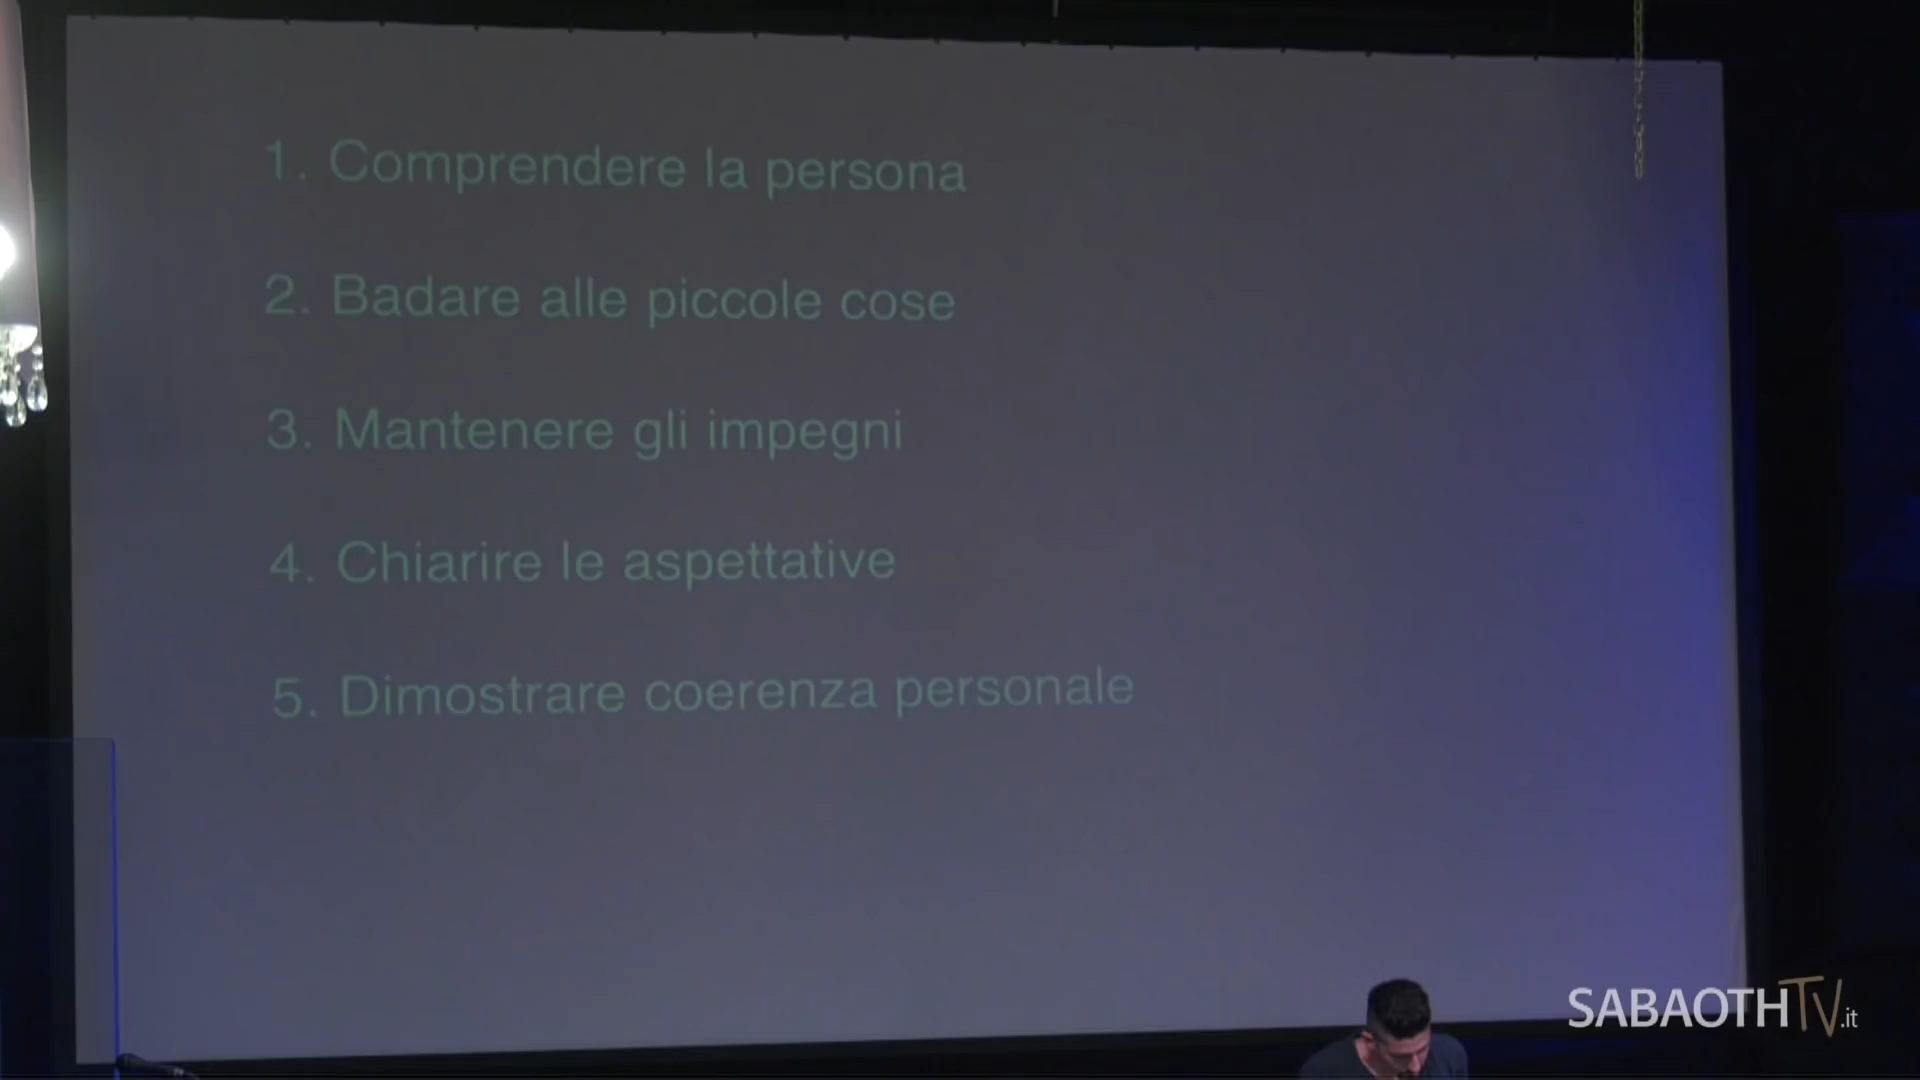 1. Comprendere la persona
2. Badare alle piccole cose
3. Mantenere gli impegni
4. Chiarire le aspettative
5. Dimostrare coerenza personale
SABAOTHTV.it